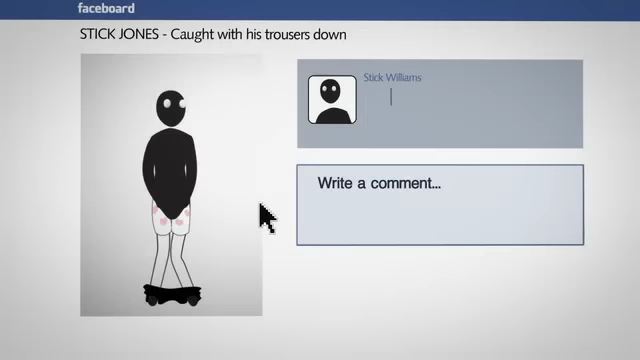 faceboard
STICK JONES - Caught with his trousers down
Stick Williams
Write a comment...